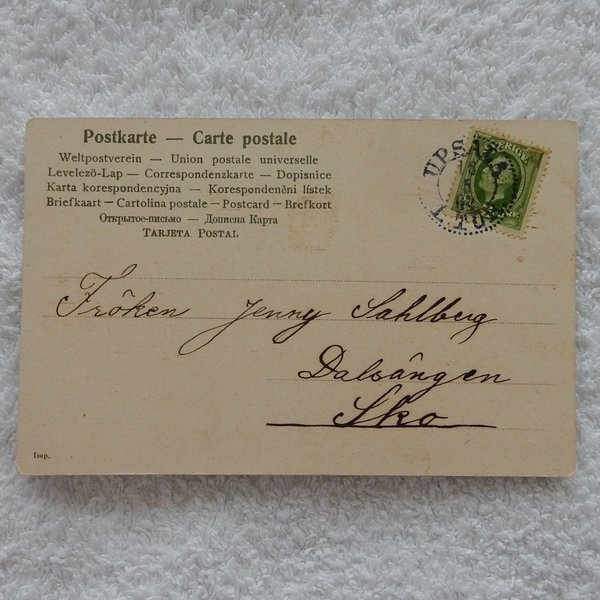 Postkarte — Carte postale
Weltpostverein — Union postale universelle
Levelezö-Lap — Correspondenzkarte — Dopisnice
Karta korespondencyjna — Korespondenční lístek
Briefkaart — Cartolina postale — Postcard — Brefkort
Открытое-письмо — Дописна Карта
TARJETA POSTAL
UPSALA
SVERIGE
Fröken Jenny Sahlberg
Dalsängen
Sko
Imp.